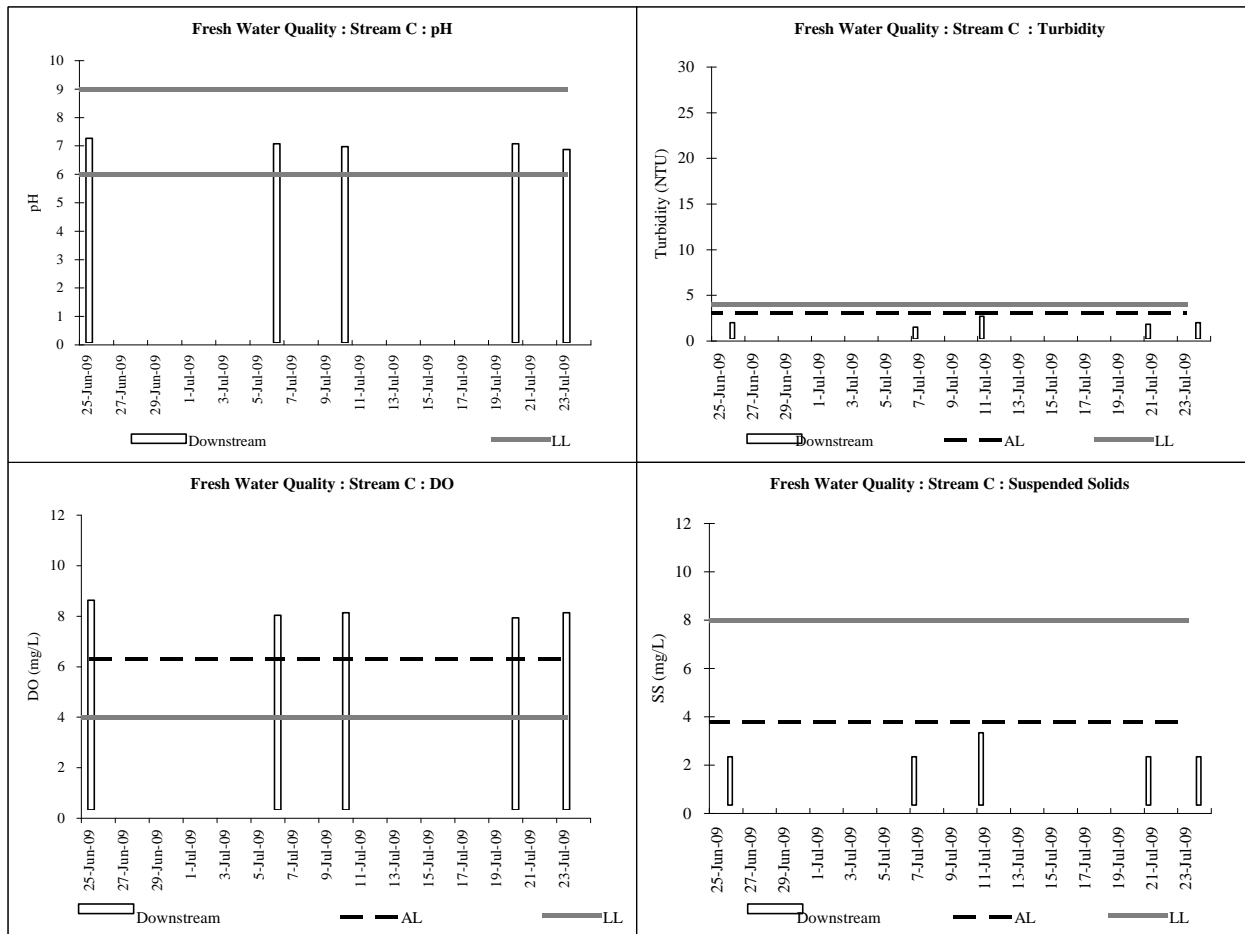 Fresh Water Quality : Stream C : pH
10
9
8
7
6
5
4
3
2
1
0
pH
25-Jun-09
27-Jun-09
29-Jun-09
1-Jul-09
3-Jul-09
5-Jul-09
7-Jul-09
9-Jul-09
11-Jul-09
13-Jul-09
15-Jul-09
17-Jul-09
19-Jul-09
21-Jul-09
23-Jul-09
Downstream LL
Fresh Water Quality : Stream C : Turbidity
30
25
20
15
10
5
0
Turbidity (NTU)
25-Jun-09
27-Jun-09
29-Jun-09
1-Jul-09
3-Jul-09
5-Jul-09
7-Jul-09
9-Jul-09
11-Jul-09
13-Jul-09
15-Jul-09
17-Jul-09
19-Jul-09
21-Jul-09
23-Jul-09
Downstream AL LL
Fresh Water Quality : Stream C : DO
12
10
8
6
4
2
0
DO (mg/L)
25-Jun-09
27-Jun-09
29-Jun-09
1-Jul-09
3-Jul-09
5-Jul-09
7-Jul-09
9-Jul-09
11-Jul-09
13-Jul-09
15-Jul-09
17-Jul-09
19-Jul-09
21-Jul-09
23-Jul-09
Downstream AL LL
Fresh Water Quality : Stream C : Suspended Solids
12
10
8
6
4
2
0
SS (mg/L)
25-Jun-09
27-Jun-09
29-Jun-09
1-Jul-09
3-Jul-09
5-Jul-09
7-Jul-09
9-Jul-09
11-Jul-09
13-Jul-09
15-Jul-09
17-Jul-09
19-Jul-09
21-Jul-09
23-Jul-09
Downstream AL LL